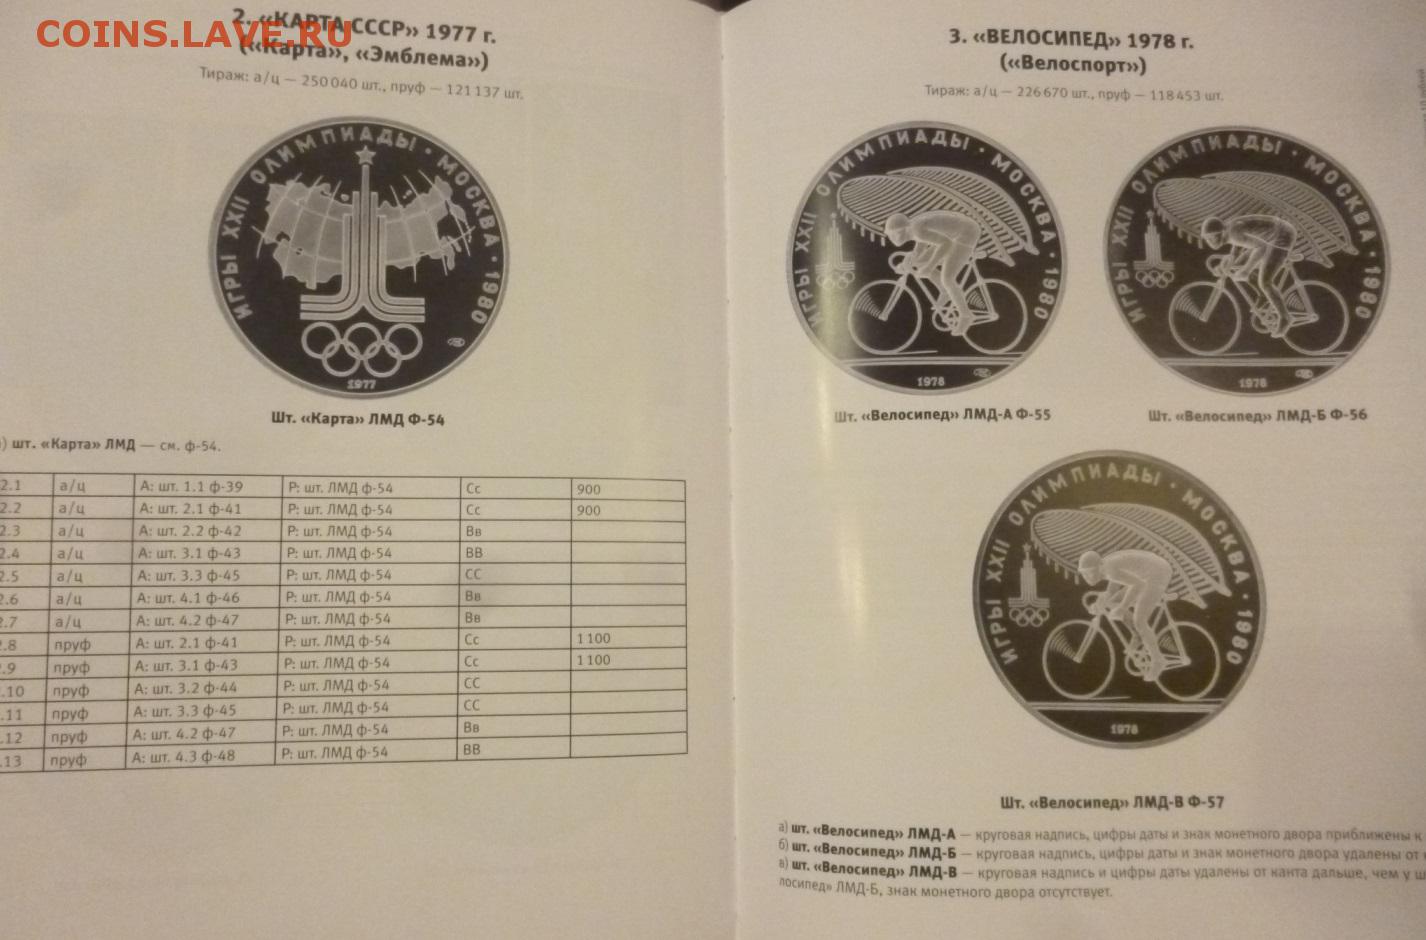 COINS.LAVE.RU
2. «КАРТА СССР» 1977 г.
(«Карта», «Эмблема»)
Тираж: а/ц — 250 040 шт., пруф — 121 137 шт.
ИГРЫ XXII ОЛИМПИАДЫ · МОСКВА · 1980
1977
Шт. «Карта» ЛМД Ф-54
) шт. «Карта» ЛМД — см. ф-54.
2.1 а/ц А: шт. 1.1 ф-39 Р: шт. ЛМД ф-54 Сс 900
2.2 а/ц А: шт. 2.1 ф-41 Р: шт. ЛМД ф-54 Сс 900
2.3 а/ц А: шт. 2.2 ф-42 Р: шт. ЛМД ф-54 Вв
2.4 а/ц А: шт. 3.1 ф-43 Р: шт. ЛМД ф-54 ВВ
2.5 а/ц А: шт. 3.3 ф-45 Р: шт. ЛМД ф-54 СС
2.6 а/ц А: шт. 4.1 ф-46 Р: шт. ЛМД ф-54 Вв
2.7 а/ц А: шт. 4.2 ф-47 Р: шт. ЛМД ф-54 Вв
.8 пруф А: шт. 2.1 ф-41 Р: шт. ЛМД ф-54 Сс 1 100
.9 пруф А: шт. 3.1 ф-43 Р: шт. ЛМД ф-54 Сс 1 100
.10 пруф А: шт. 3.2 ф-44 Р: шт. ЛМД ф-54 СС
.11 пруф А: шт. 3.3 ф-45 Р: шт. ЛМД ф-54 СС
.12 пруф А: шт. 4.2 ф-47 Р: шт. ЛМД ф-54 Вв
.13 пруф А: шт. 4.3 ф-48 Р: шт. ЛМД ф-54 ВВ
3. «ВЕЛОСИПЕД» 1978 г.
(«Велоспорт»)
Тираж: а/ц — 226 670 шт., пруф — 118 453 шт.
ИГРЫ XXII ОЛИМПИАДЫ · МОСКВА · 1980
1978
ИГРЫ XXII ОЛИМПИАДЫ · МОСКВА · 1980
1978
Шт. «Велосипед» ЛМД-А Ф-55
Шт. «Велосипед» ЛМД-Б Ф-56
ИГРЫ XXII ОЛИМПИАДЫ · МОСКВА · 1980
1978
Шт. «Велосипед» ЛМД-В Ф-57
а) шт. «Велосипед» ЛМД-А — круговая надпись, цифры даты и знак монетного двора приближены к
б) шт. «Велосипед» ЛМД-Б — круговая надпись, цифры даты и знак монетного двора удалены от
в) шт. «Велосипед» ЛМД-В — круговая надпись и цифры даты удалены от канта дальше, чем у ш
лосипед» ЛМД-Б, знак монетного двора отсутствует.